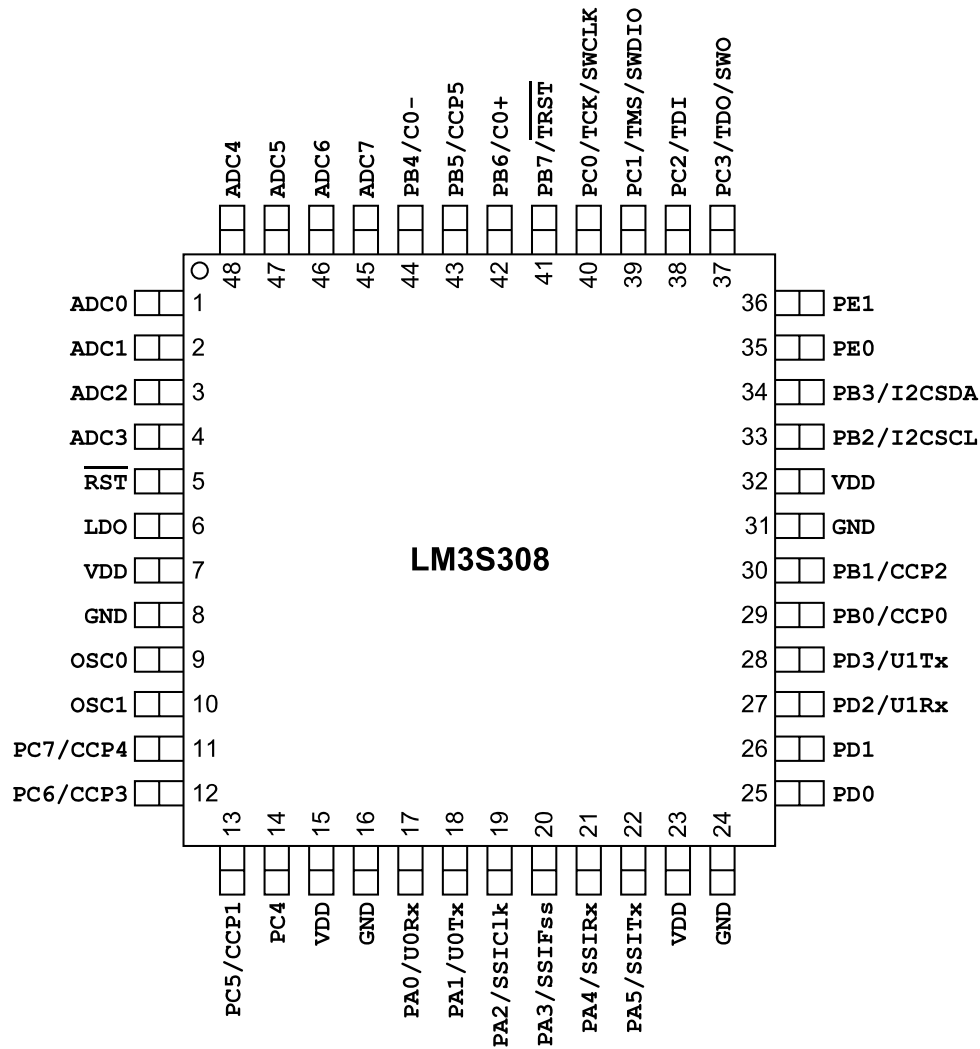 ADC4
ADC5
ADC6
ADC7
PB4/C0-
PB5/CCP5
PB6/C0+
PB7/TRST
PC0/TCK/SWCLK
PC1/TMS/SWDIO
PC2/TDI
PC3/TDO/SWO
48
47
46
45
44
43
42
41
40
39
38
37
ADC0 1
ADC1 2
ADC2 3
ADC3 4
RST 5
LDO 6
VDD 7
GND 8
OSC0 9
OSC1 10
PC7/CCP4 11
PC6/CCP3 12
LM3S308
36 PE1
35 PE0
34 PB3/I2CSDA
33 PB2/I2CSCL
32 VDD
31 GND
30 PB1/CCP2
29 PB0/CCP0
28 PD3/U1Tx
27 PD2/U1Rx
26 PD1
25 PD0
13
14
15
16
17
18
19
20
21
22
23
24
PC5/CCP1
PC4
VDD
GND
PA0/U0Rx
PA1/U0Tx
PA2/SSIClk
PA3/SSIFss
PA4/SSIRx
PA5/SSITx
VDD
GND